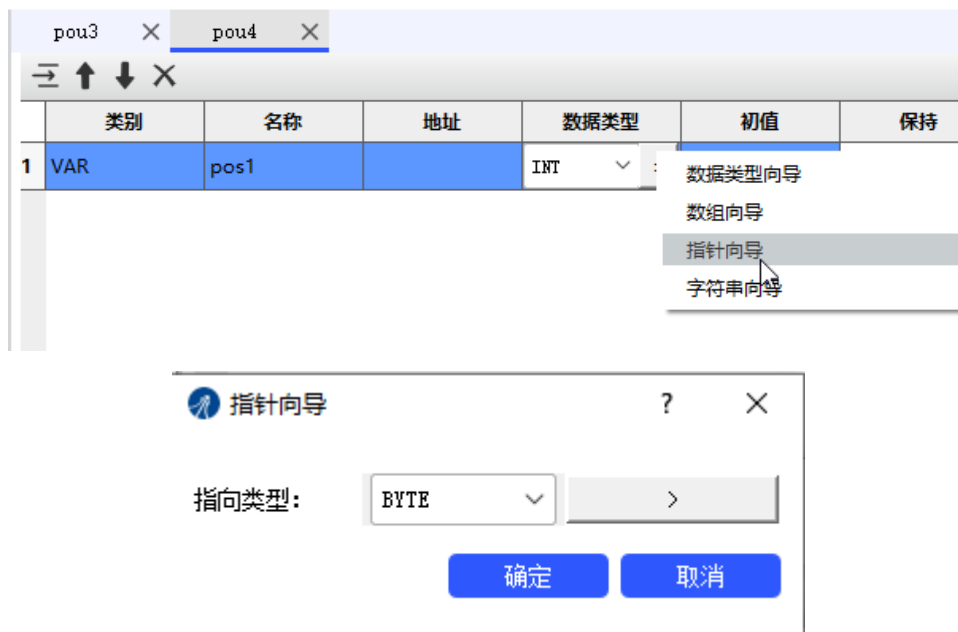 pou3 pou4
类别 名称 地址 数据类型 初值 保持
1 VAR pos1 INT
数据类型向导
数组向导
指针向导
字符串向导
指针向导 ?
指向类型: BYTE >
确定 取消